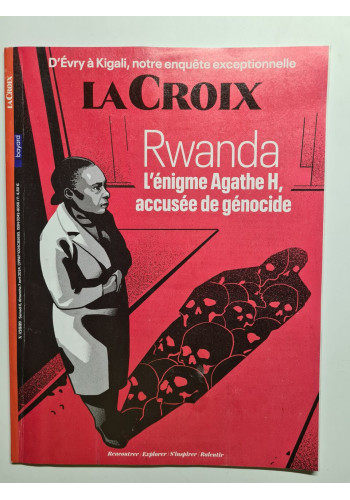 D'Évry à Kigali, notre enquête exceptionnelle
LA CROIX
Rwanda
L'énigme Agathe H,
accusée de génocide
Rencontrer | Explorer | S'inspirer | Ralentir
LA CROIX
bayard